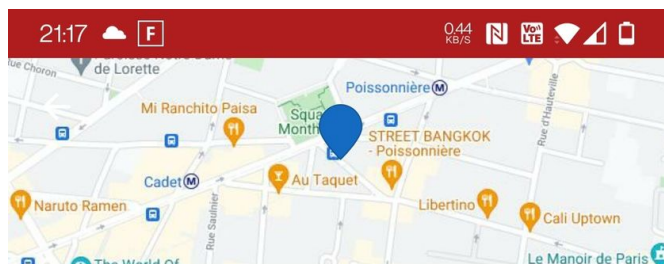 21:17 F 0.44 KB/S N Vo)) LTE
de Lorette
rue Choron
Poissonnière M
Rue d'Hauteville
Mi Ranchito Paisa
Squa
Month
STREET BANGKOK
- Poissonnière
Cadet M
Au Taquet
Naruto Ramen
Libertino
Cali Uptown
Rue Saulnier
Le Manoir de Paris
The World Of